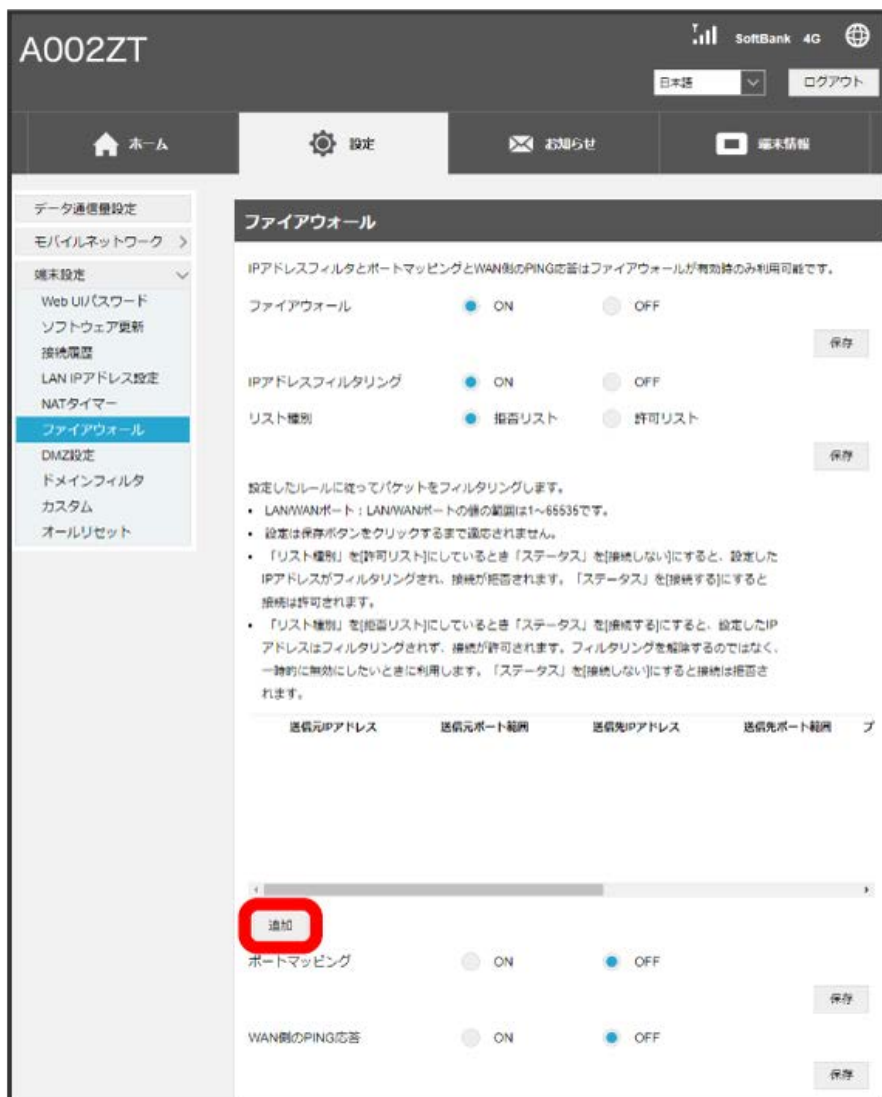 A002ZT
SoftBank 4G
日本語
ログアウト
ホーム
設定
お知らせ
端末情報
データ通信量設定
モバイルネットワーク
端末設定
Web UIパスワード
ソフトウェア更新
接続履歴
LAN IPアドレス設定
NATタイマー
ファイアウォール
DMZ設定
ドメインフィルタ
カスタム
オールリセット
ファイアウォール
IPアドレスフィルタとポートマッピングとWAN側のPING応答はファイアウォールが有効時のみ利用可能です。
ファイアウォール ON OFF
保存
IPアドレスフィルタリング ON OFF
リスト種別 拒否リスト 許可リスト
保存
設定したルールに従ってパケットをフィルタリングします。
• LAN/WANポート：LAN/WANポートの値の範囲は1～65535です。
• 設定は保存ボタンをクリックするまで適応されません。
• 「リスト種別」を[許可リスト]にしているとき「ステータス」を[接続しない]にすると、設定した
IPアドレスがフィルタリングされ、接続が拒否されます。「ステータス」を[接続する]にすると
接続は許可されます。
• 「リスト種別」を[拒否リスト]にしているとき「ステータス」を[接続する]にすると、設定したIP
アドレスはフィルタリングされず、接続が許可されます。フィルタリングを解除するのではなく、
一時的に無効にしたいときに利用します。「ステータス」を[接続しない]にすると接続は拒否さ
れます。
送信元IPアドレス 送信元ポート範囲 送信先IPアドレス 送信先ポート範囲 プ
追加
ポートマッピング ON OFF
保存
WAN側のPING応答 ON OFF
保存